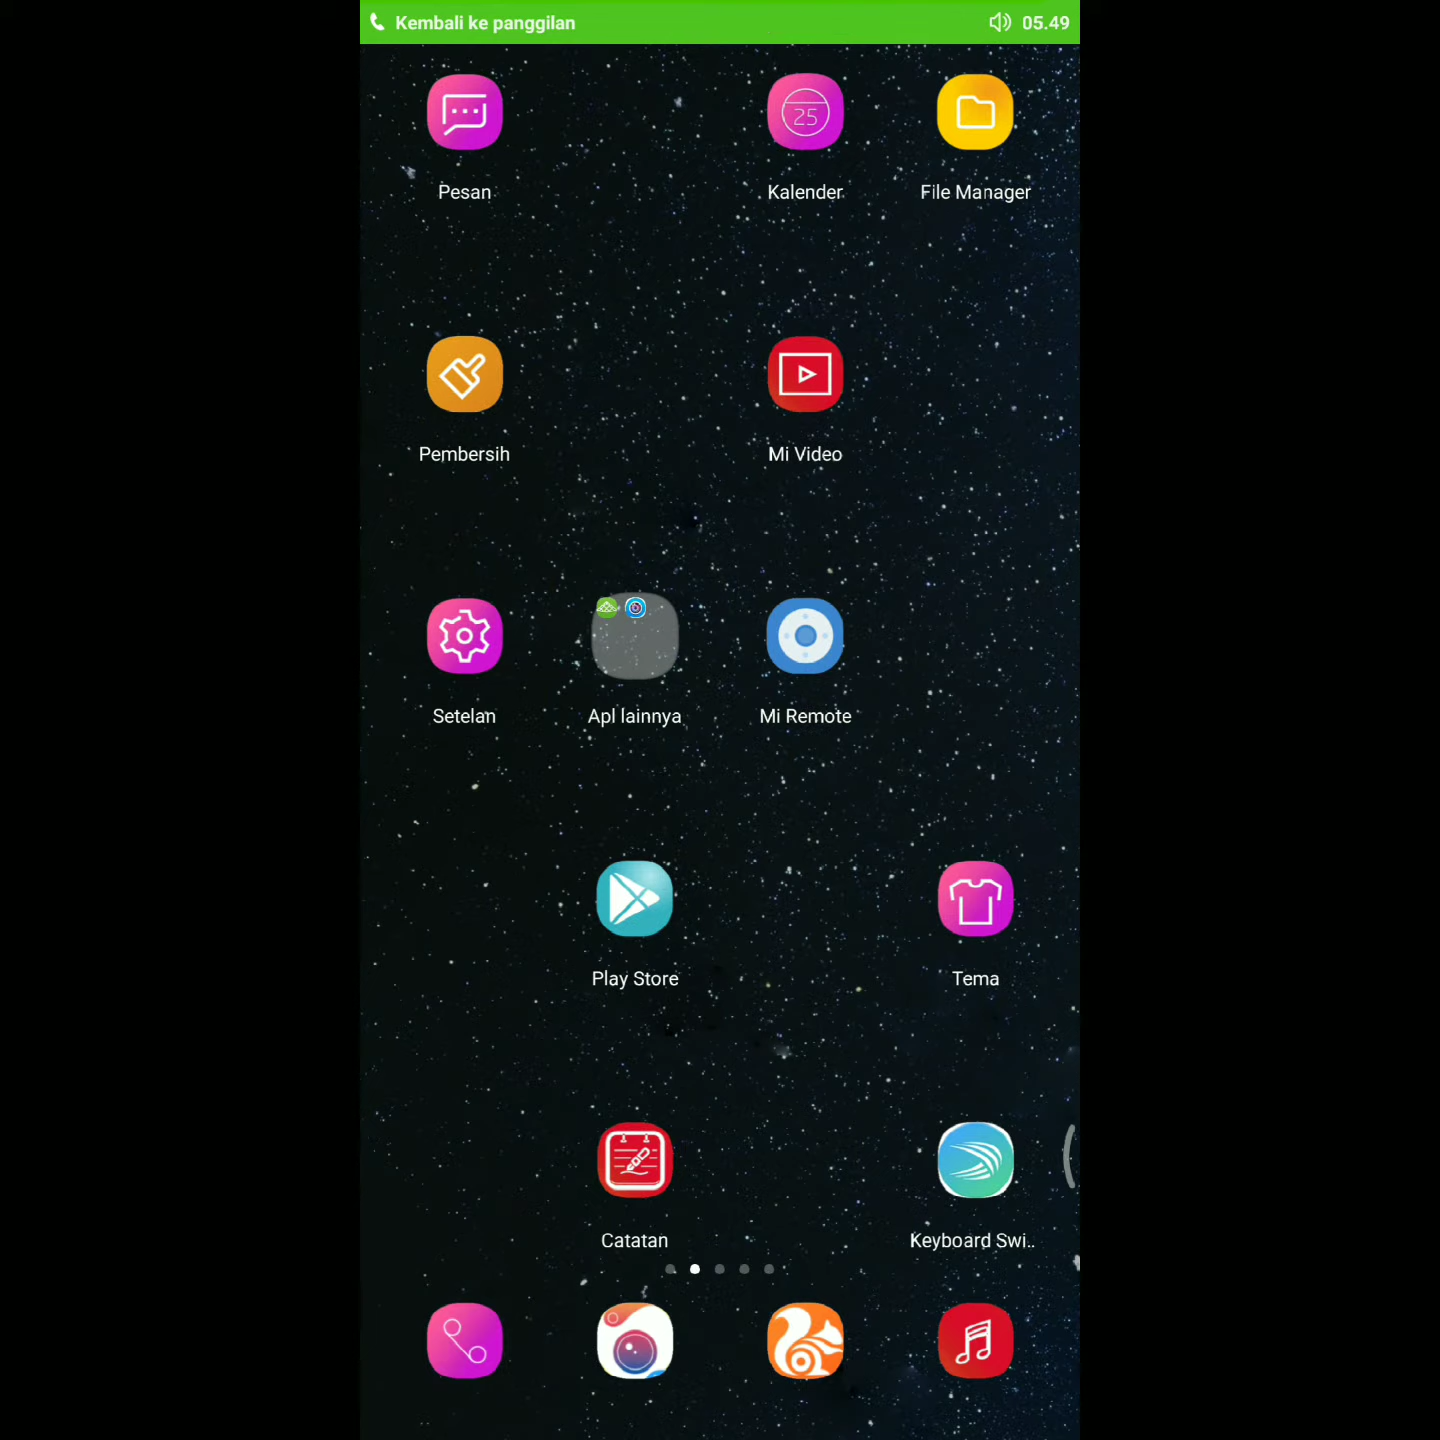 Kembali ke panggilan 05.49
Pesan
25
Kalender
File Manager
Pembersih
Mi Video
Setelan
Apl lainnya
Mi Remote
Play Store
Tema
Catatan
Keyboard Swi..